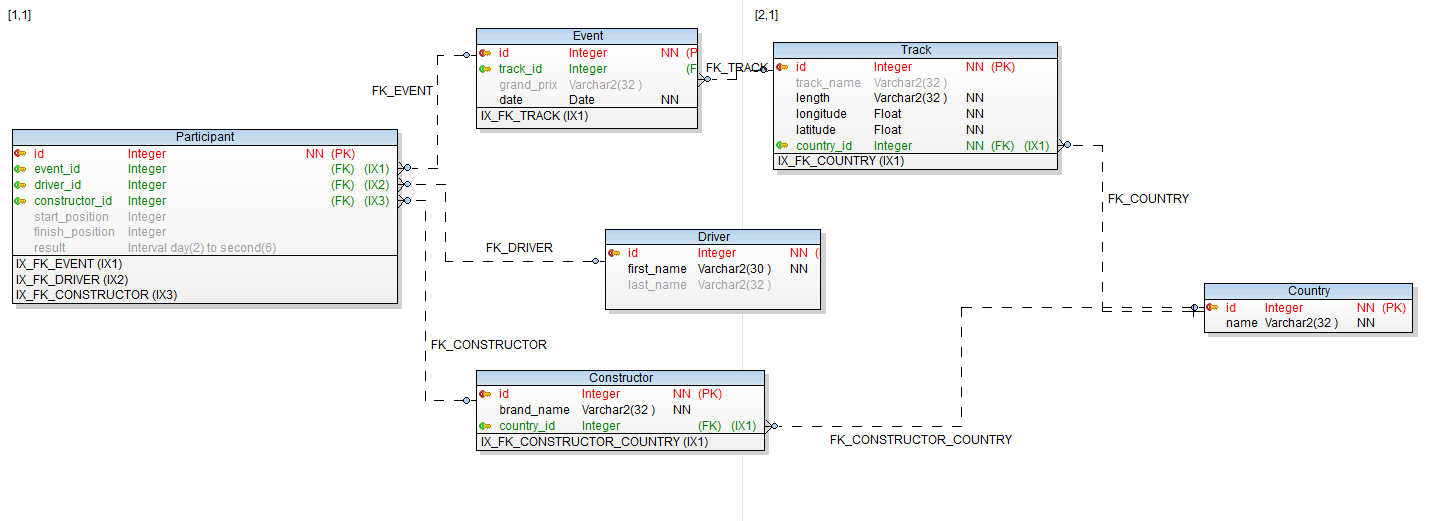 [1,1]
[2,1]
Event
id Integer NN (P
track_id Integer (F
grand_prix Varchar2(32 )
date Date NN
IX_FK_TRACK (IX1)
FK_TRACK
Track
id Integer NN (PK)
track_name Varchar2(32 )
length Varchar2(32 ) NN
longitude Float NN
latitude Float NN
country_id Integer NN (FK) (IX1)
IX_FK_COUNTRY (IX1)
FK_EVENT
Participant
id Integer NN (PK)
event_id Integer (FK) (IX1)
driver_id Integer (FK) (IX2)
constructor_id Integer (FK) (IX3)
start_position Integer
finish_position Integer
result Interval day(2) to second(6)
IX_FK_EVENT (IX1)
IX_FK_DRIVER (IX2)
IX_FK_CONSTRUCTOR (IX3)
FK_COUNTRY
FK_DRIVER
Driver
id Integer NN (
first_name Varchar2(30 ) NN
last_name Varchar2(32 )
Country
id Integer NN (PK)
name Varchar2(32 ) NN
FK_CONSTRUCTOR
Constructor
id Integer NN (PK)
brand_name Varchar2(32 ) NN
country_id Integer (FK) (IX1)
IX_FK_CONSTRUCTOR_COUNTRY (IX1)
FK_CONSTRUCTOR_COUNTRY